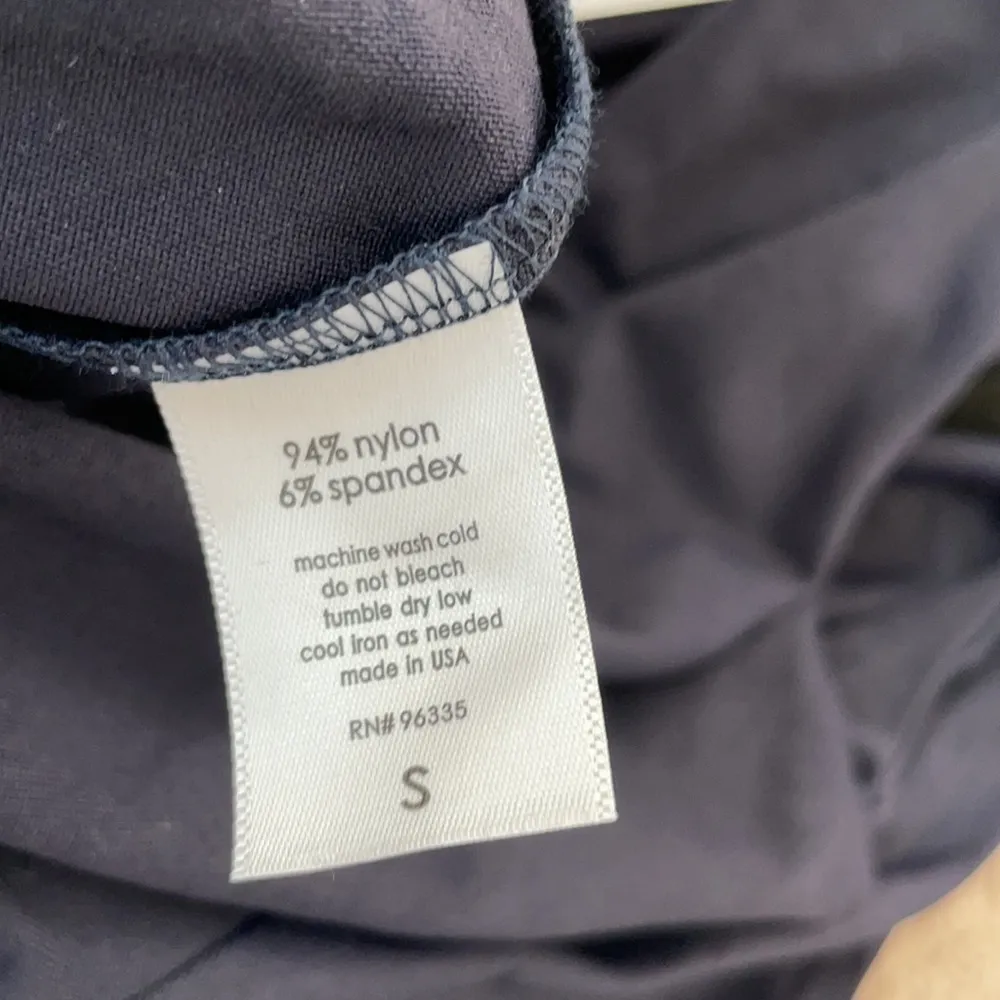 94% nylon
6% spandex
machine wash cold
do not bleach
tumble dry low
cool iron as needed
made in USA
RN# 96335
S